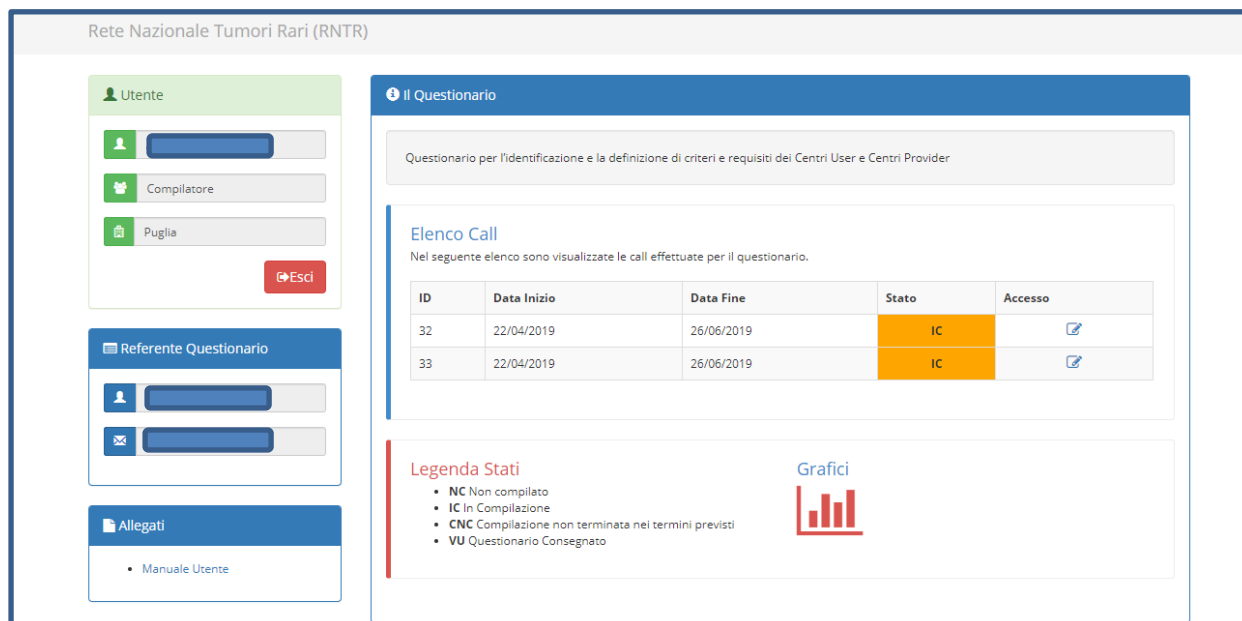 Rete Nazionale Tumori Rari (RNTR)
Utente
Compilatore
Puglia
Esci
Referente Questionario
Allegati
Manuale Utente
Il Questionario
Questionario per l'identificazione e la definizione di criteri e requisiti dei Centri User e Centri Provider
Elenco Call
Nel seguente elenco sono visualizzate le call effettuate per il questionario.
ID Data Inizio Data Fine Stato Accesso
32 22/04/2019 26/06/2019 IC
33 22/04/2019 26/06/2019 IC
Legenda Stati
NC Non compilato
IC In Compilazione
CNC Compilazione non terminata nei termini previsti
VU Questionario Consegnato
Grafici